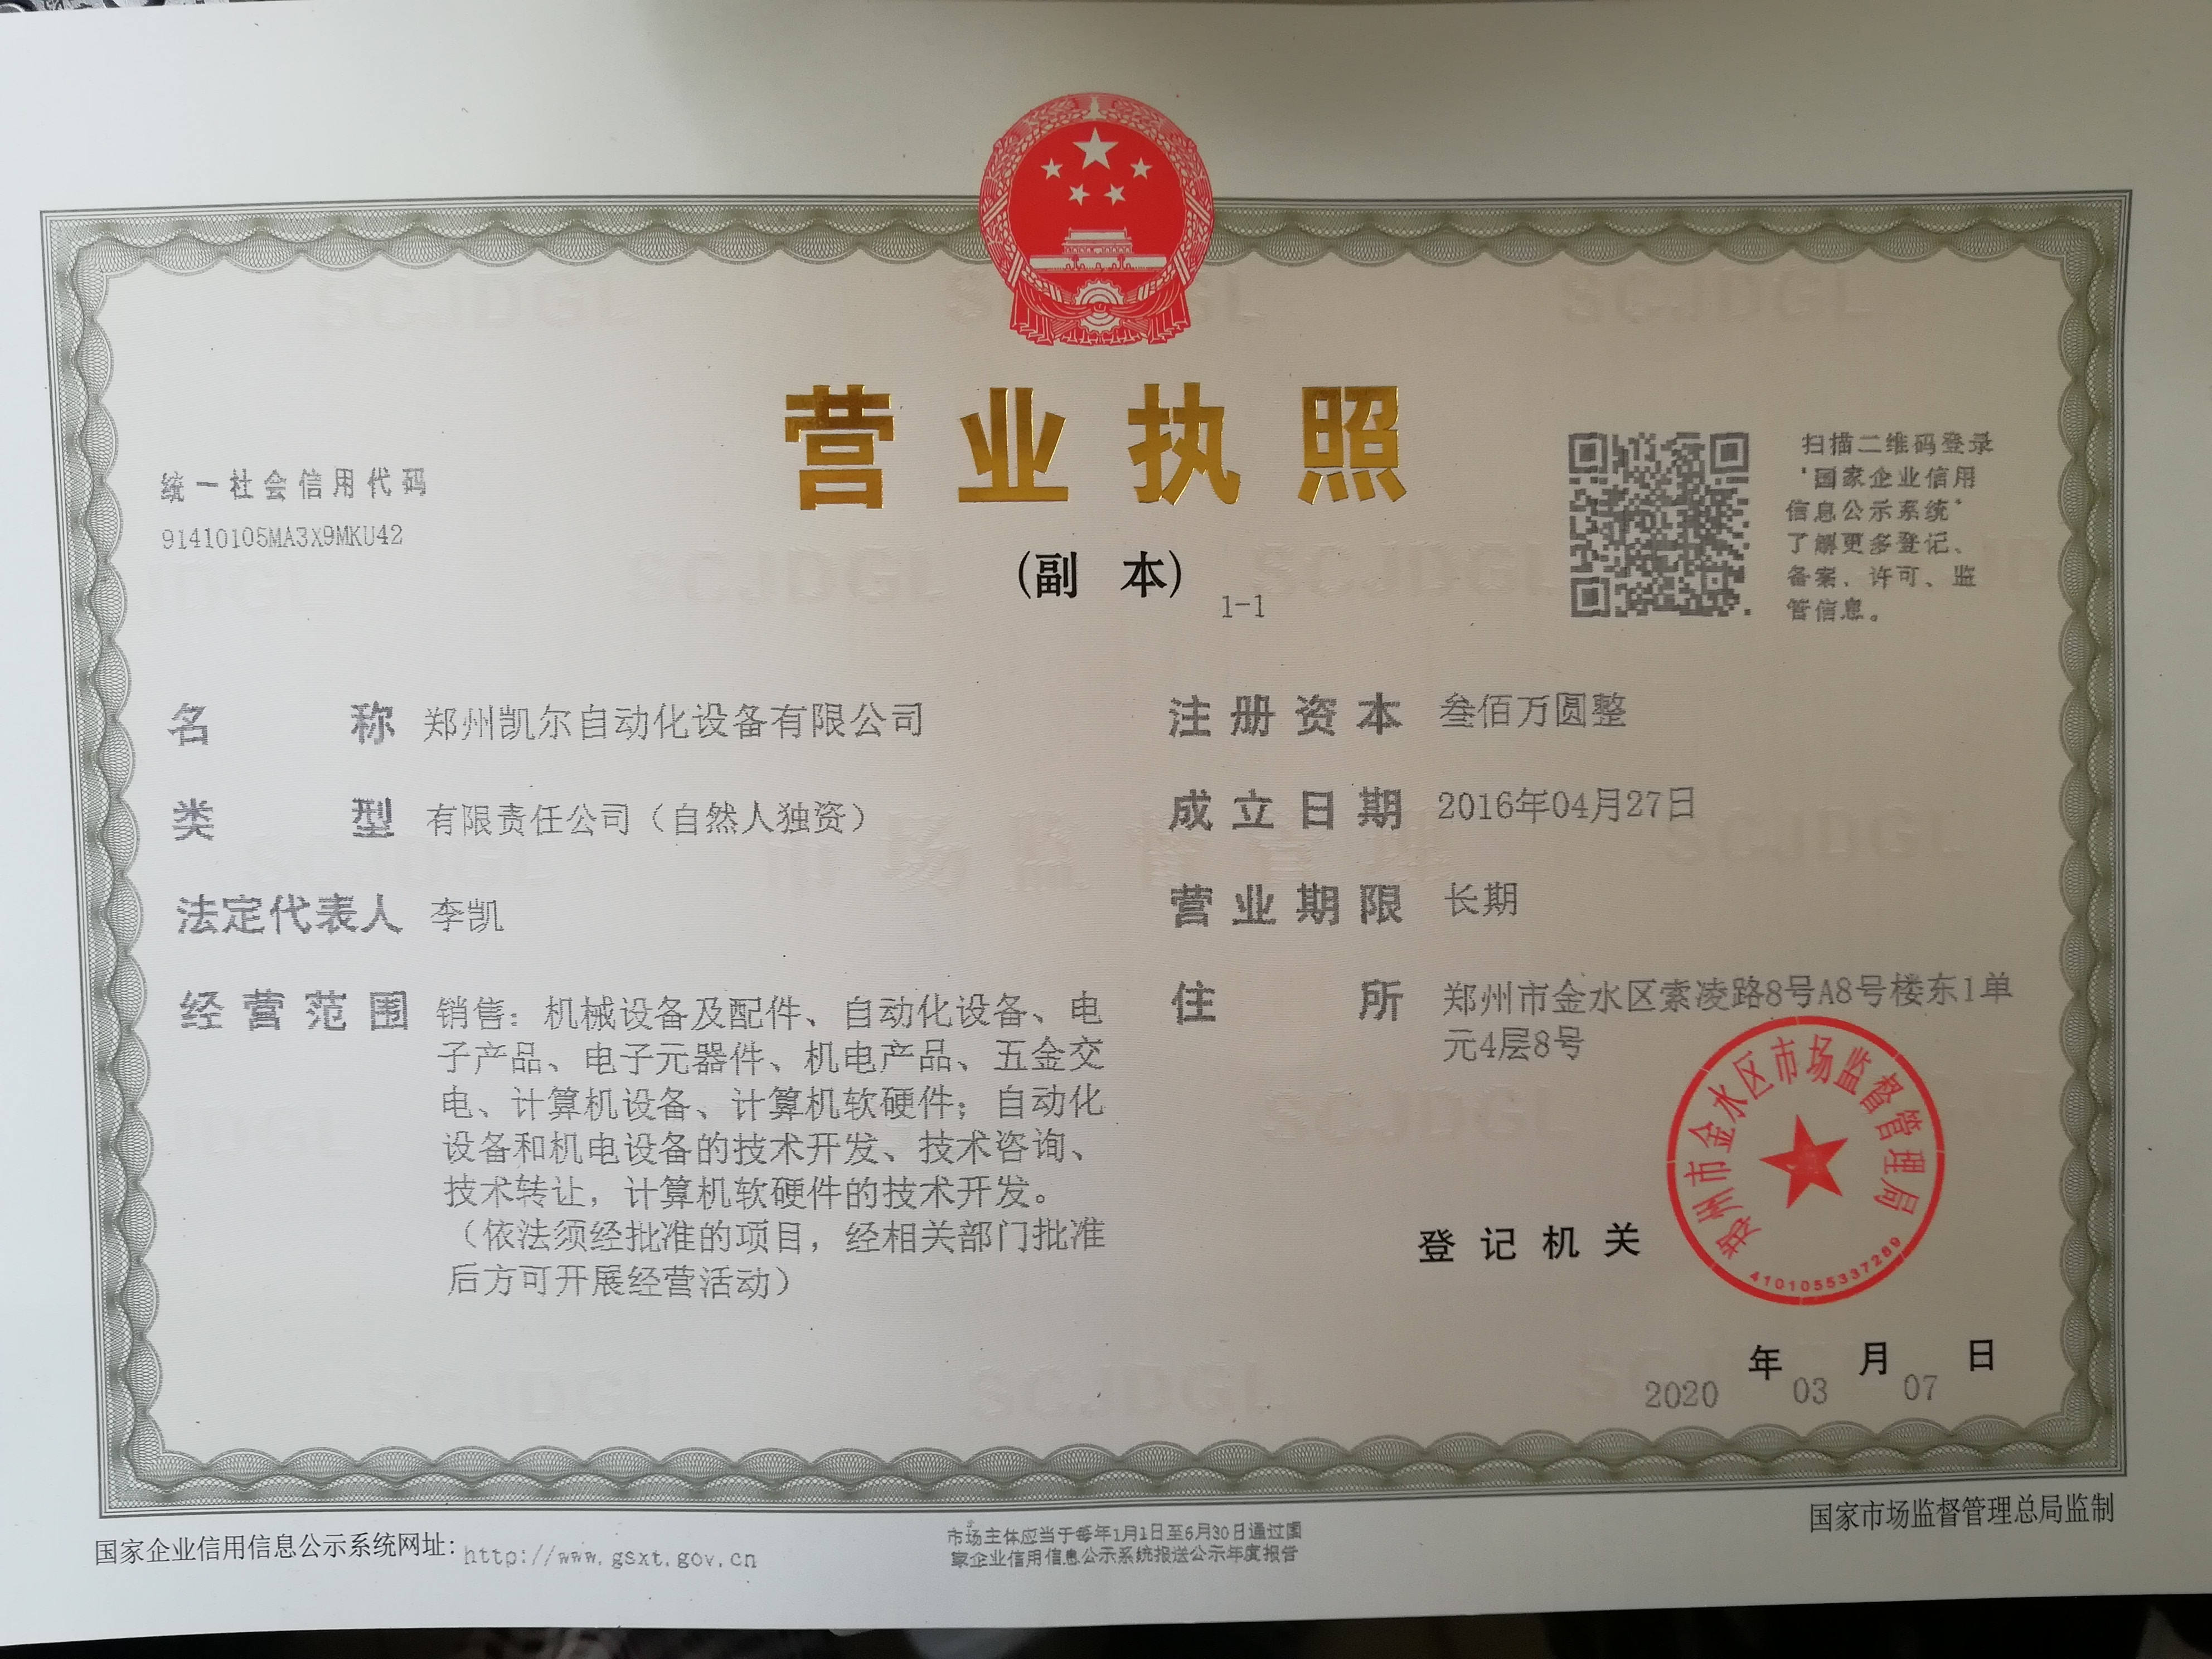 营业执照
(副 本)
1-1
统一社会信用代码
91410105MA3X9MKU42
扫描二维码登录
'国家企业信用
信息公示系统'
了解更多登记、
备案、许可、监
管信息。
名 称 郑州凯尔自动化设备有限公司
类 型 有限责任公司（自然人独资）
法定代表人 李凯
经营范围 销售：机械设备及配件、自动化设备、电
子产品、电子元器件、机电产品、五金交
电、计算机设备、计算机软硬件；自动化
设备和机电设备的技术开发、技术咨询、
技术转让，计算机软硬件的技术开发。
（依法须经批准的项目，经相关部门批准
后方可开展经营活动）
注册资本 叁佰万圆整
成立日期 2016年04月27日
营业期限 长期
住 所 郑州市金水区索凌路8号A8号楼东1单
元4层8号
登记机关
郑州市金水区市场监督管理局
4101055337289
2020 年 03 月 07 日
国家企业信用信息公示系统网址：http://www.gsxt.gov.cn
市场主体应当于每年1月1日至6月30日通过国
家企业信用信息公示系统报送公示年度报告
国家市场监督管理总局监制
SCJDGL
SCJDGL
SCJDGL
SCJDGL
SCJDGL
市场监督管理
SCJDGL
SCJDGL
SCJDGL
SCJDGL